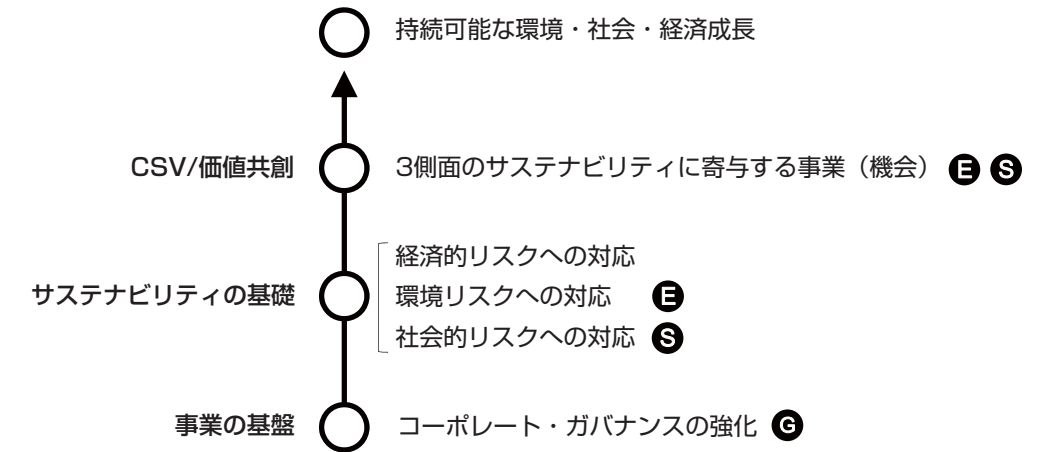 持続可能な環境・社会・経済成長
CSV/価値共創 3側面のサステナビリティに寄与する事業（機会） E S
経済的リスクへの対応
サステナビリティの基礎 環境リスクへの対応 E
社会的リスクへの対応 S
事業の基盤 コーポレート・ガバナンスの強化 G